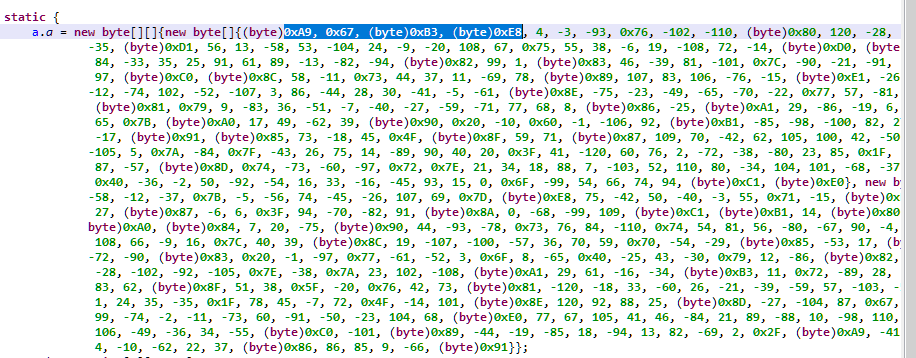 static {
a.a = new byte[][]{new byte[]{(byte)0xA9, 0x67, (byte)0xB3, (byte)0xE8, 4, -3, -93, 0x76, -102, -110, (byte)0x80, 120, -28,
-35, (byte)0xD1, 56, 13, -58, 53, -104, 24, -9, -20, 108, 67, 0x75, 55, 38, -6, 19, -108, 72, -14, (byte)0xD0, (byte
84, -33, 35, 25, 91, 61, 89, -13, -82, -94, (byte)0x82, 99, 1, (byte)0x83, 46, -39, 81, -101, 0x7C, -90, -21, -91,
97, (byte)0xC0, (byte)0x8C, 58, -11, 0x73, 44, 37, 11, -69, 78, (byte)0x89, 107, 83, 106, -76, -15, (byte)0xE1, -26
-12, -74, 102, -52, -107, 3, 86, -44, 28, 30, -41, -5, -61, (byte)0x8E, -75, -23, -49, -65, -70, -22, 0x77, 57, -81,
(byte)0x81, 0x79, 9, -83, 36, -51, -7, -40, -27, -59, -71, 77, 68, 8, (byte)0x86, -25, (byte)0xA1, 29, -86, -19, 6,
65, 0x7B, (byte)0xA0, 17, 49, -62, 39, (byte)0x90, 0x20, -10, 0x60, -1, -106, 92, (byte)0xB1, -85, -98, -100, 82, 2
-17, (byte)0x91, (byte)0x85, 73, -18, 45, 0x4F, (byte)0x8F, 59, 71, (byte)0x87, 109, 70, -42, 62, 105, 100, 42, -50
-105, 5, 0x7A, -84, 0x7F, -43, 26, 75, 14, -89, 90, 40, 20, 0x3F, 41, -120, 60, 76, 2, -72, -38, -80, 23, 85, 0x1F,
87, -57, (byte)0x8D, 0x74, -73, -60, -97, 0x72, 0x7E, 21, 34, 18, 88, 7, -103, 52, 110, 80, -34, 104, 101, -68, -37
0x40, -36, -2, 50, -92, -54, 16, 33, -16, -45, 93, 15, 0, 0x6F, -99, 54, 66, 74, 94, (byte)0xC1, (byte)0xE0}, new b
-58, -12, -37, 0x7B, -5, -56, 74, -45, -26, 107, 69, 0x7D, (byte)0xE8, 75, -42, 50, -40, -3, 55, 0x71, -15, (byte)0x
27, (byte)0x87, -6, 6, 0x3F, 94, -70, -82, 91, (byte)0x8A, 0, -68, -99, 109, (byte)0xC1, (byte)0xB1, 14, (byte)0x80
byte)0xA0, (byte)0x84, 7, 20, -75, (byte)0x90, 44, -93, -78, 0x73, 76, 84, -110, 0x74, 54, 81, 56, -80, -67, 90, -4,
108, 66, -9, 16, 0x7C, 40, 39, (byte)0x8C, 19, -107, -100, -57, 36, 70, 59, 0x70, -54, -29, (byte)0x85, -53, 17, (b
-72, -90, (byte)0x83, 20, -1, -97, 0x77, -61, -52, 3, 0x6F, 8, -65, 0x40, -25, 43, -30, 0x79, 12, -86, (byte)0x82,
-28, -102, -92, -105, 0x7E, -38, 0x7A, 23, 102, -108, (byte)0xA1, 29, 61, -16, -34, (byte)0xB3, 11, 0x72, -89, 28,
83, 62, (byte)0x8F, 51, 38, 0x5F, -20, 0x76, 42, 73, (byte)0x81, -120, -18, 33, -60, 26, -21, -39, -59, 57, -103, -
1, 24, 35, -35, 0x1F, 78, 45, -7, 72, 0x4F, -14, 101, (byte)0x8E, 120, 92, 88, 25, (byte)0x8D, -27, -104, 87, 0x67,
99, -74, -2, -11, -73, 60, -91, -50, -23, 104, 68, (byte)0xE0, 77, 67, 105, 41, 46, -84, 21, 89, -88, 10, -98, 110,
106, -49, -36, 34, -55, (byte)0xC0, -101, (byte)0x89, -44, -19, -85, 18, -94, 13, 82, -69, 2, 0x2F, (byte)0xA9, -41
4, -10, -62, 22, 37, (byte)0x86, 86, 85, 9, -66, (byte)0x91}};